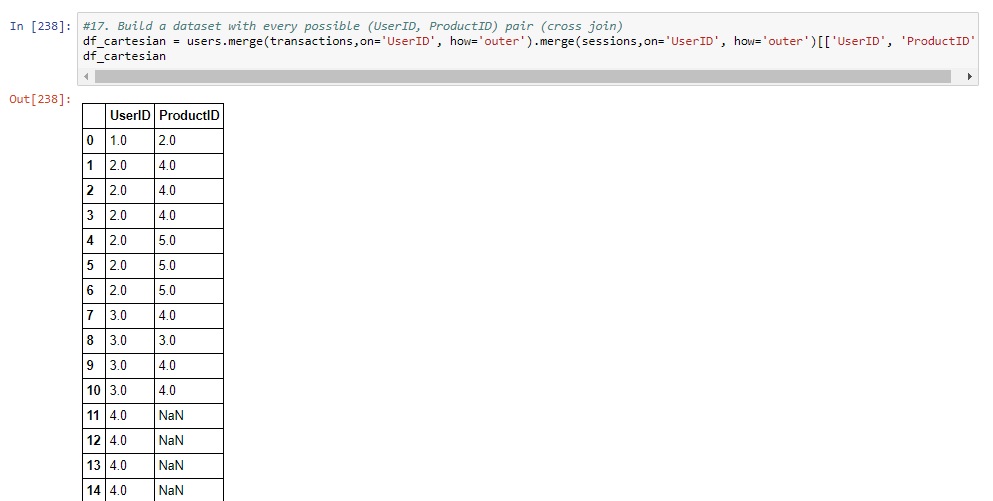 In [238]: #17. Build a dataset with every possible (UserID, ProductID) pair (cross join)
df_cartesian = users.merge(transactions,on='UserID', how='outer').merge(sessions,on='UserID', how='outer')[['UserID', 'ProductID'
df_cartesian
Out[238]:
UserID ProductID
0 1.0 2.0
1 2.0 4.0
2 2.0 4.0
3 2.0 4.0
4 2.0 5.0
5 2.0 5.0
6 2.0 5.0
7 3.0 4.0
8 3.0 3.0
9 3.0 4.0
10 3.0 4.0
11 4.0 NaN
12 4.0 NaN
13 4.0 NaN
14 4.0 NaN